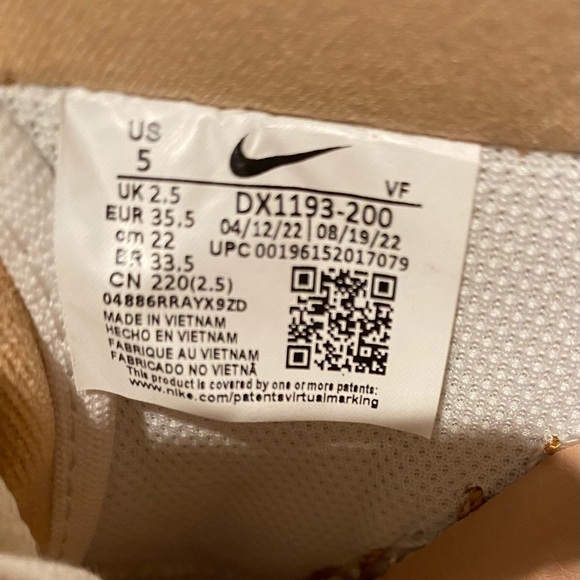 US
5
VF
UK 2.5
EUR 35.5
cm 22
BR 33.5
CN 220(2.5)
DX1193-200
04/12/22 | 08/19/22
UPC 00196152017079
04886RRAYX9ZD
MADE IN VIETNAM
HECHO EN VIETNAM
FABRIQUE AU VIETNAM
FABRICADO NO VIETNÃ
This product is covered by one or more patents:
www.nike.com/patentsvirtualmarking